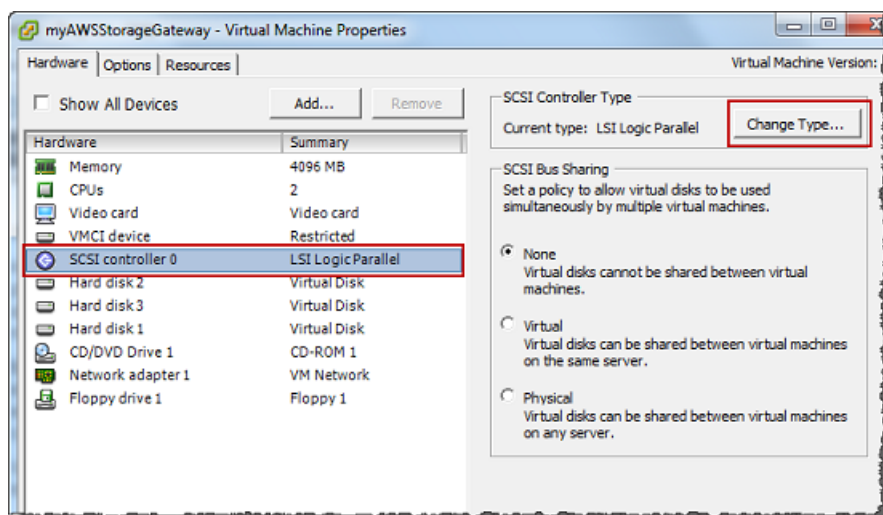 myAWSStorageGateway - Virtual Machine Properties
Hardware Options Resources
Virtual Machine Version:
Show All Devices
Add...
Remove
Hardware Summary
Memory 4096 MB
CPUs 2
Video card Video card
VMCI device Restricted
SCSI controller 0 LSI Logic Parallel
Hard disk 2 Virtual Disk
Hard disk 3 Virtual Disk
Hard disk 1 Virtual Disk
CD/DVD Drive 1 CD-ROM 1
Network adapter 1 VM Network
Floppy drive 1 Floppy 1
SCSI Controller Type
Current type: LSI Logic Parallel
Change Type...
SCSI Bus Sharing
Set a policy to allow virtual disks to be used
simultaneously by multiple virtual machines.
None
Virtual disks cannot be shared between virtual
machines.
Virtual
Virtual disks can be shared between virtual machines
on the same server.
Physical
Virtual disks can be shared between virtual machines
on any server.